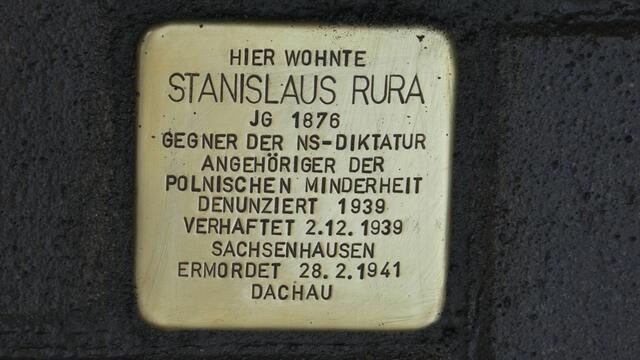 HIER WOHNTE
STANISLAUS RURA
JG 1876
GEGNER DER NS-DIKTATUR
ANGEHÖRIGER DER
POLNISCHEN MINDERHEIT
DENUNZIERT 1939
VERHAFTET 2.12.1939
SACHSENHAUSEN
ERMORDET 28.2.1941
DACHAU